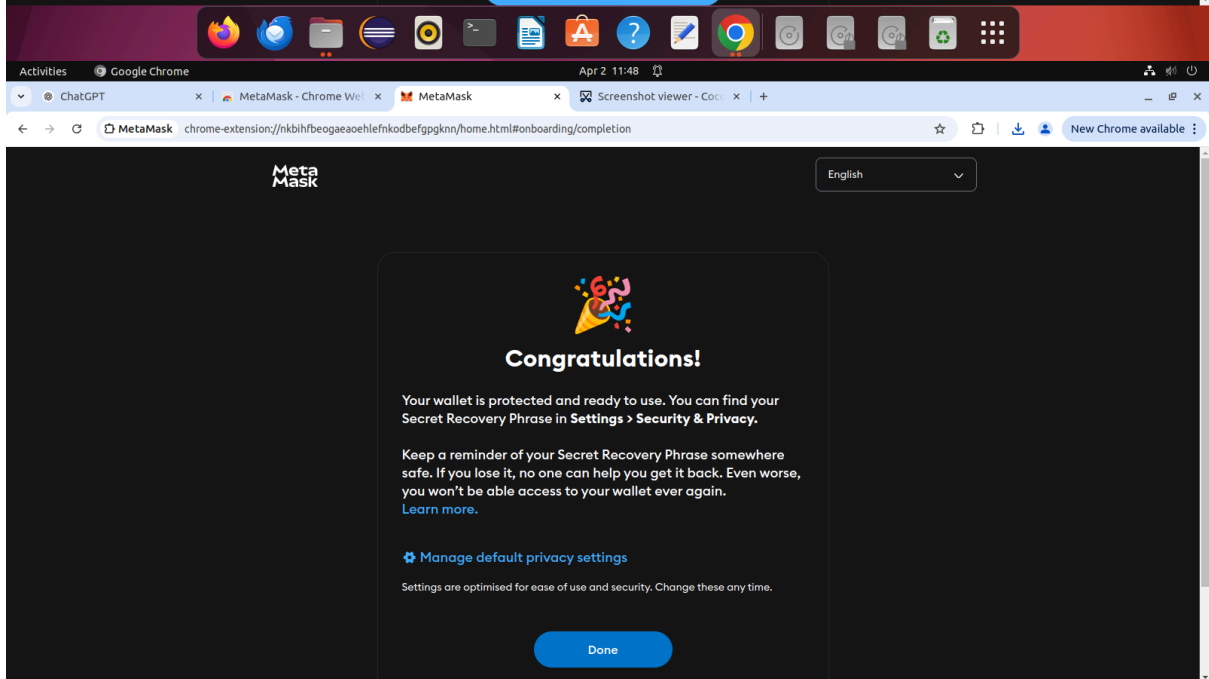 Activities Google Chrome Apr 2 11:48
ChatGPT MetaMask - Chrome Web MetaMask Screenshot viewer - Coco
MetaMask chrome-extension://nkbihfbeogaeaoehlefnkodbefgpgknn/home.html#onboarding/completion New Chrome available
Meta
Mask
English
Congratulations!
Your wallet is protected and ready to use. You can find your
Secret Recovery Phrase in Settings > Security & Privacy.
Keep a reminder of your Secret Recovery Phrase somewhere
safe. If you lose it, no one can help you get it back. Even worse,
you won't be able access to your wallet ever again.
Learn more.
Manage default privacy settings
Settings are optimised for ease of use and security. Change these any time.
Done